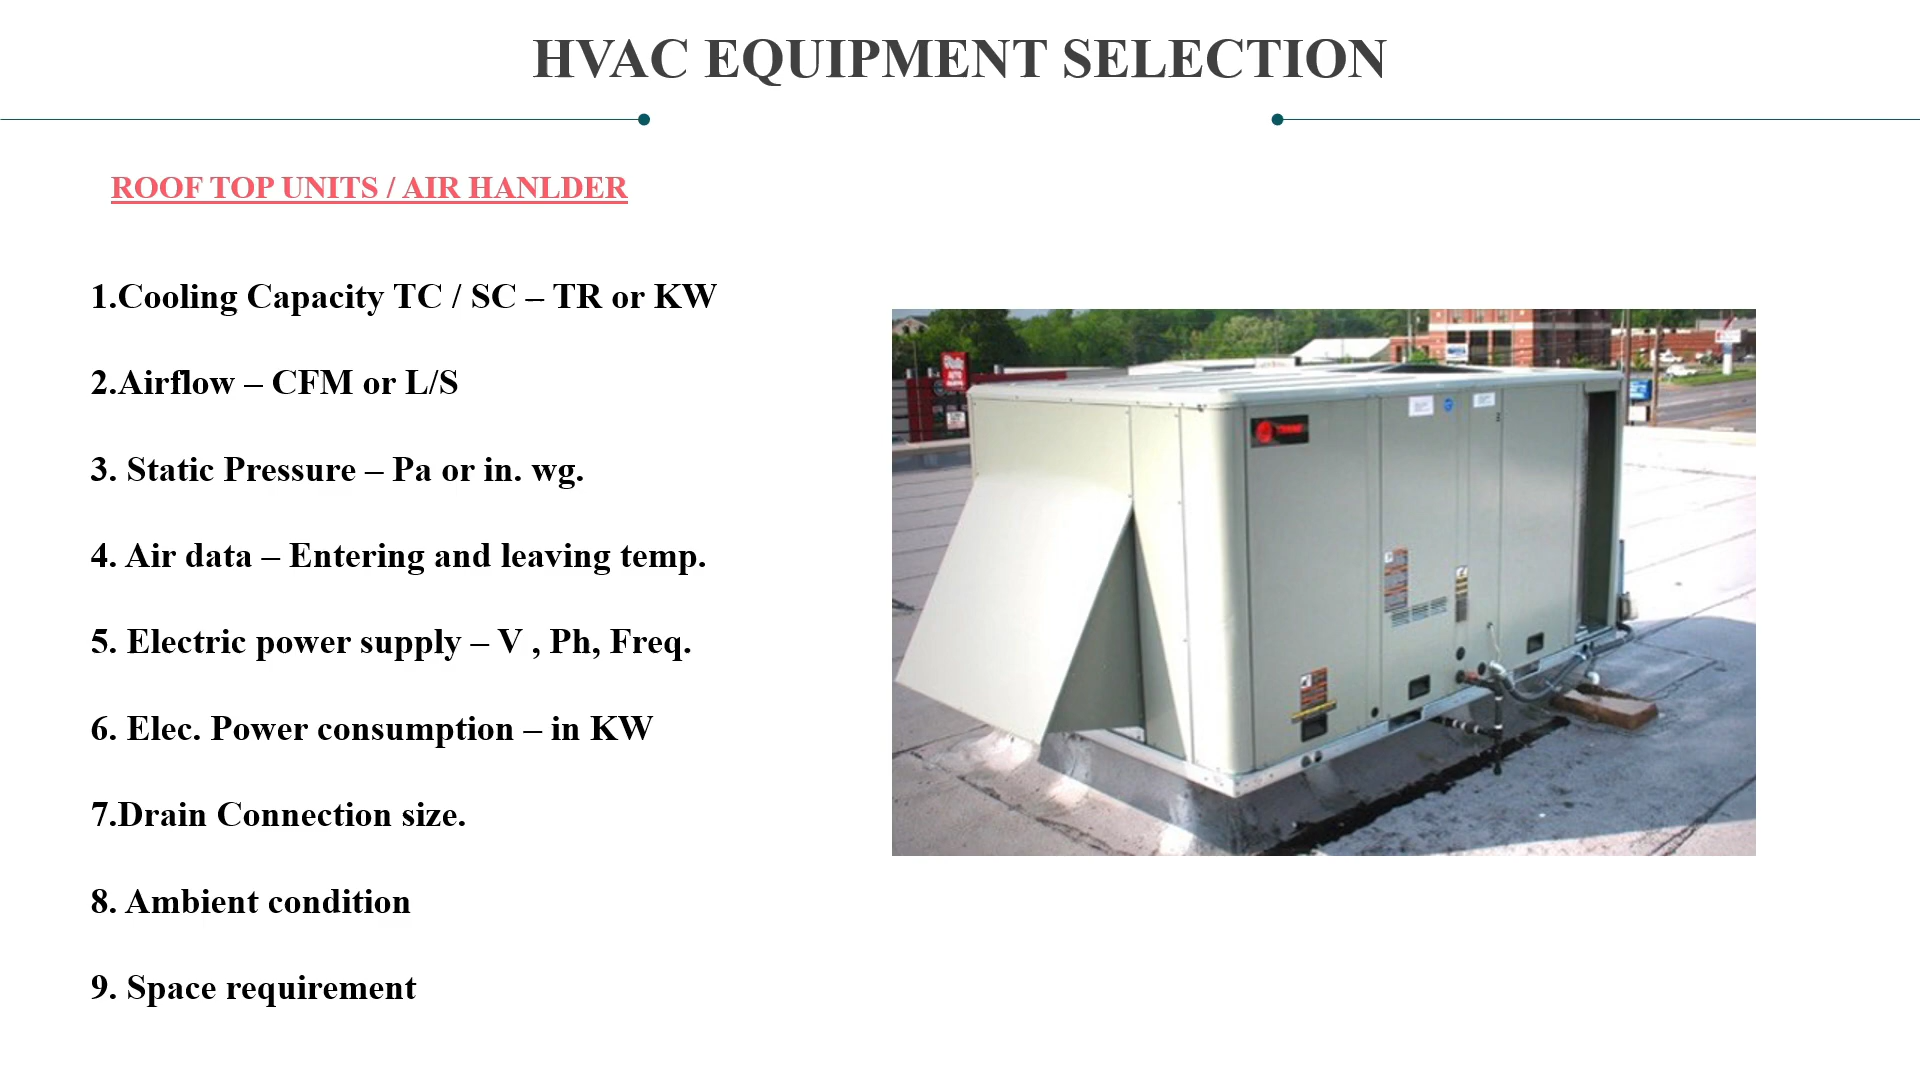 HVAC EQUIPMENT SELECTION
ROOF TOP UNITS / AIR HANLDER
1.Cooling Capacity TC / SC – TR or KW
2.Airflow – CFM or L/S
3. Static Pressure – Pa or in. wg.
4. Air data – Entering and leaving temp.
5. Electric power supply – V , Ph, Freq.
6. Elec. Power consumption – in KW
7.Drain Connection size.
8. Ambient condition
9. Space requirement